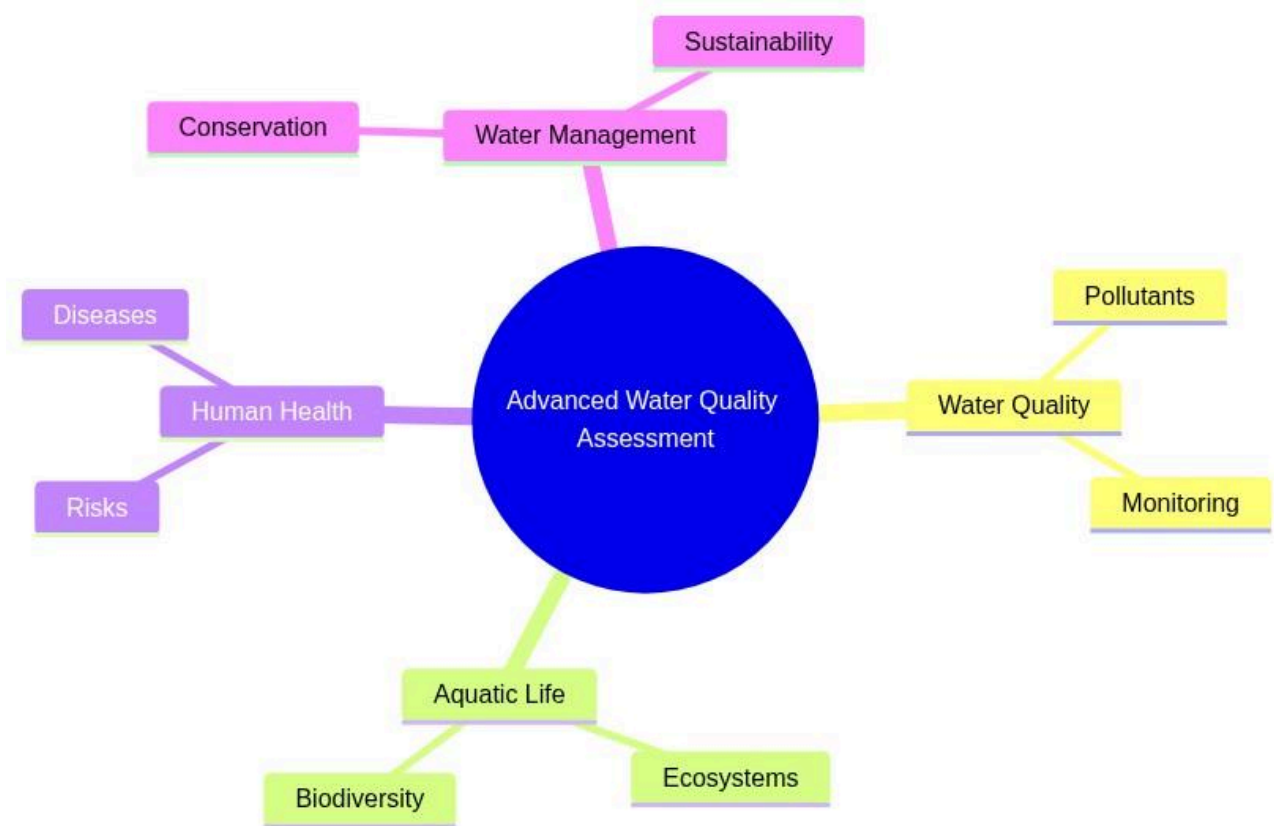 Sustainability
Conservation
Water Management
Pollutants
Diseases
Human Health
Advanced Water Quality
Assessment
Water Quality
Risks
Monitoring
Aquatic Life
Biodiversity
Ecosystems